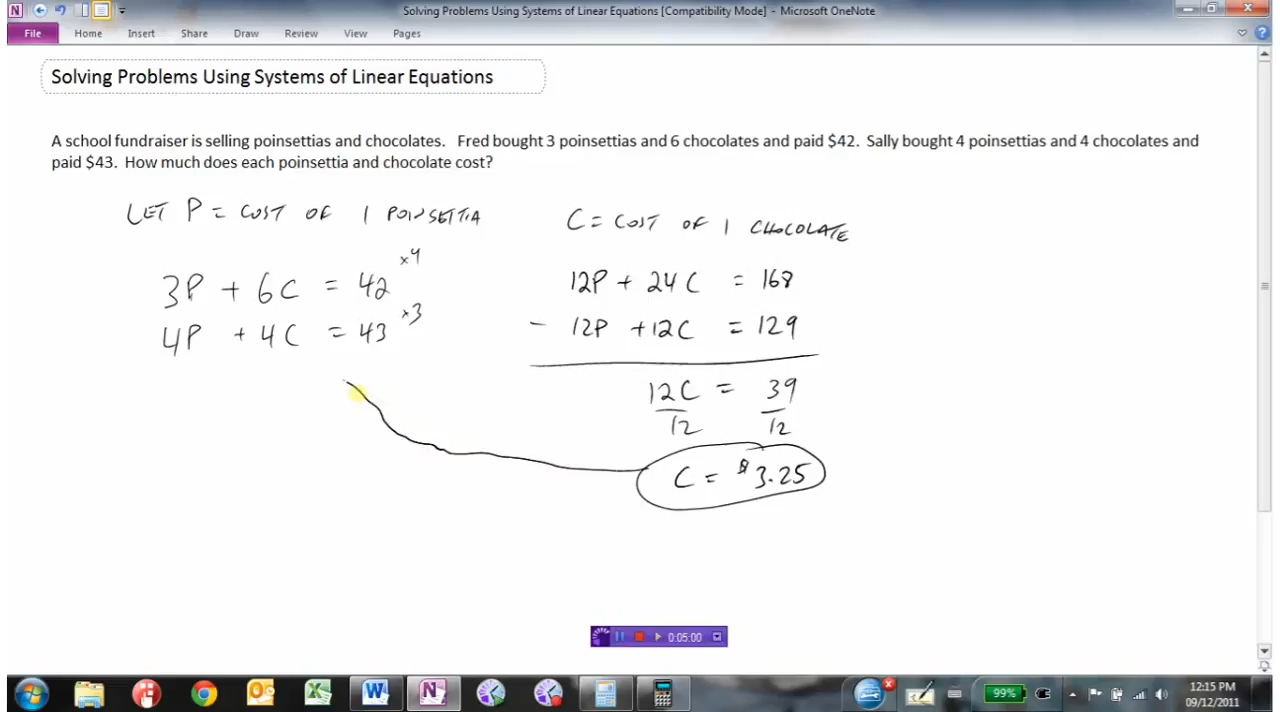 Solving Problems Using Systems of Linear Equations [Compatibility Mode] - Microsoft OneNote
File Home Insert Share Draw Review View Pages
Solving Problems Using Systems of Linear Equations
A school fundraiser is selling poinsettias and chocolates. Fred bought 3 poinsettias and 6 chocolates and paid $42. Sally bought 4 poinsettias and 4 chocolates and
paid $43. How much does each poinsettia and chocolate cost?
LET P = COST OF 1 POINSETTIA
C = COST OF 1 CHOCOLATE
3P + 6C = 42 ×4
4P + 4C = 43 ×3
12P + 24C = 168
- 12P + 12C = 129
12C = 39
12 12
C = $3.25
0:05:00
99%
12:15 PM
09/12/2011